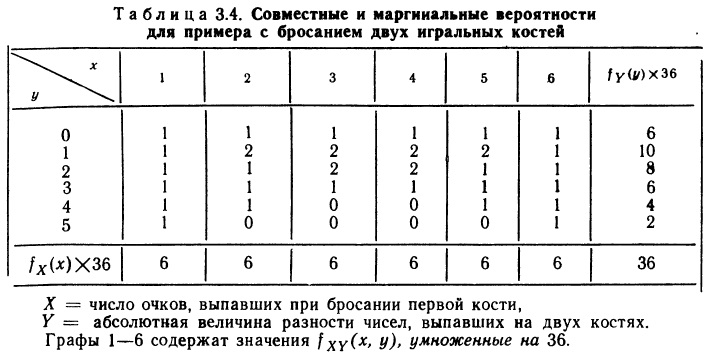 Таблица 3.4. Совместные и маргинальные вероятности
для примера с бросанием двух игральных костей
x
y 1 2 3 4 5 6 f_Y(y)×36
0 1 1 1 1 1 1 6
1 1 2 2 2 2 1 10
2 1 1 2 2 1 1 8
3 1 1 1 1 1 1 6
4 1 1 0 0 1 1 4
5 1 0 0 0 0 1 2
f_X(x)×36 6 6 6 6 6 6 36
X = число очков, выпавших при бросании первой кости,
Y = абсолютная величина разности чисел, выпавших на двух костях.
Графы 1—6 содержат значения f_XY(x, y), умноженные на 36.